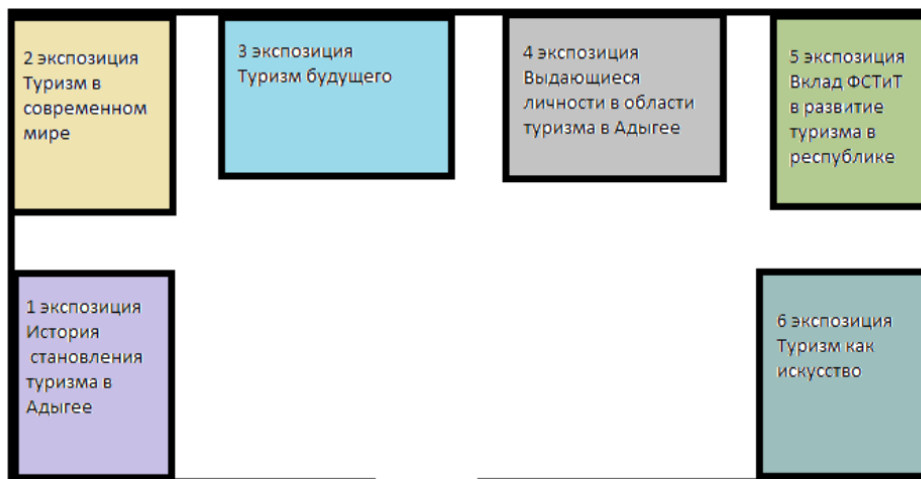 2 экспозиция
Туризм в
современном
мире
3 экспозиция
Туризм будущего
4 экспозиция
Выдающиеся
личности в области
туризма в Адыгее
5 экспозиция
Вклад ФСТиТ
в развитие
туризма в
республике
1 экспозиция
История
становления
туризма в
Адыгее
6 экспозиция
Туризм как
искусство